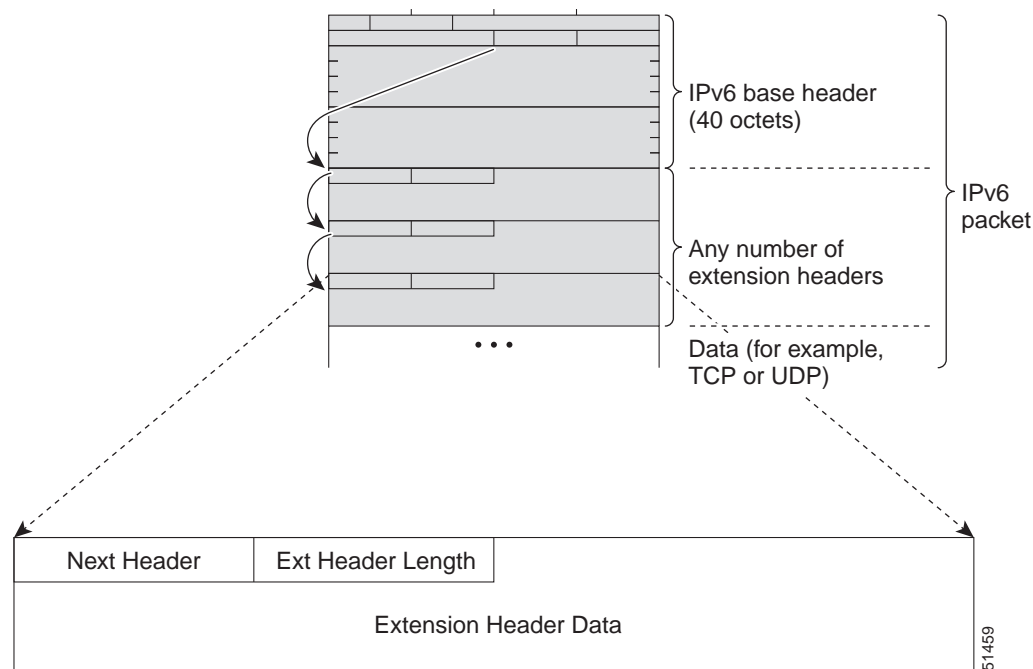 IPv6 base header
(40 octets)
IPv6
packet
Any number of
extension headers
• • •
Data (for example,
TCP or UDP)
Next Header
Ext Header Length
Extension Header Data
51459